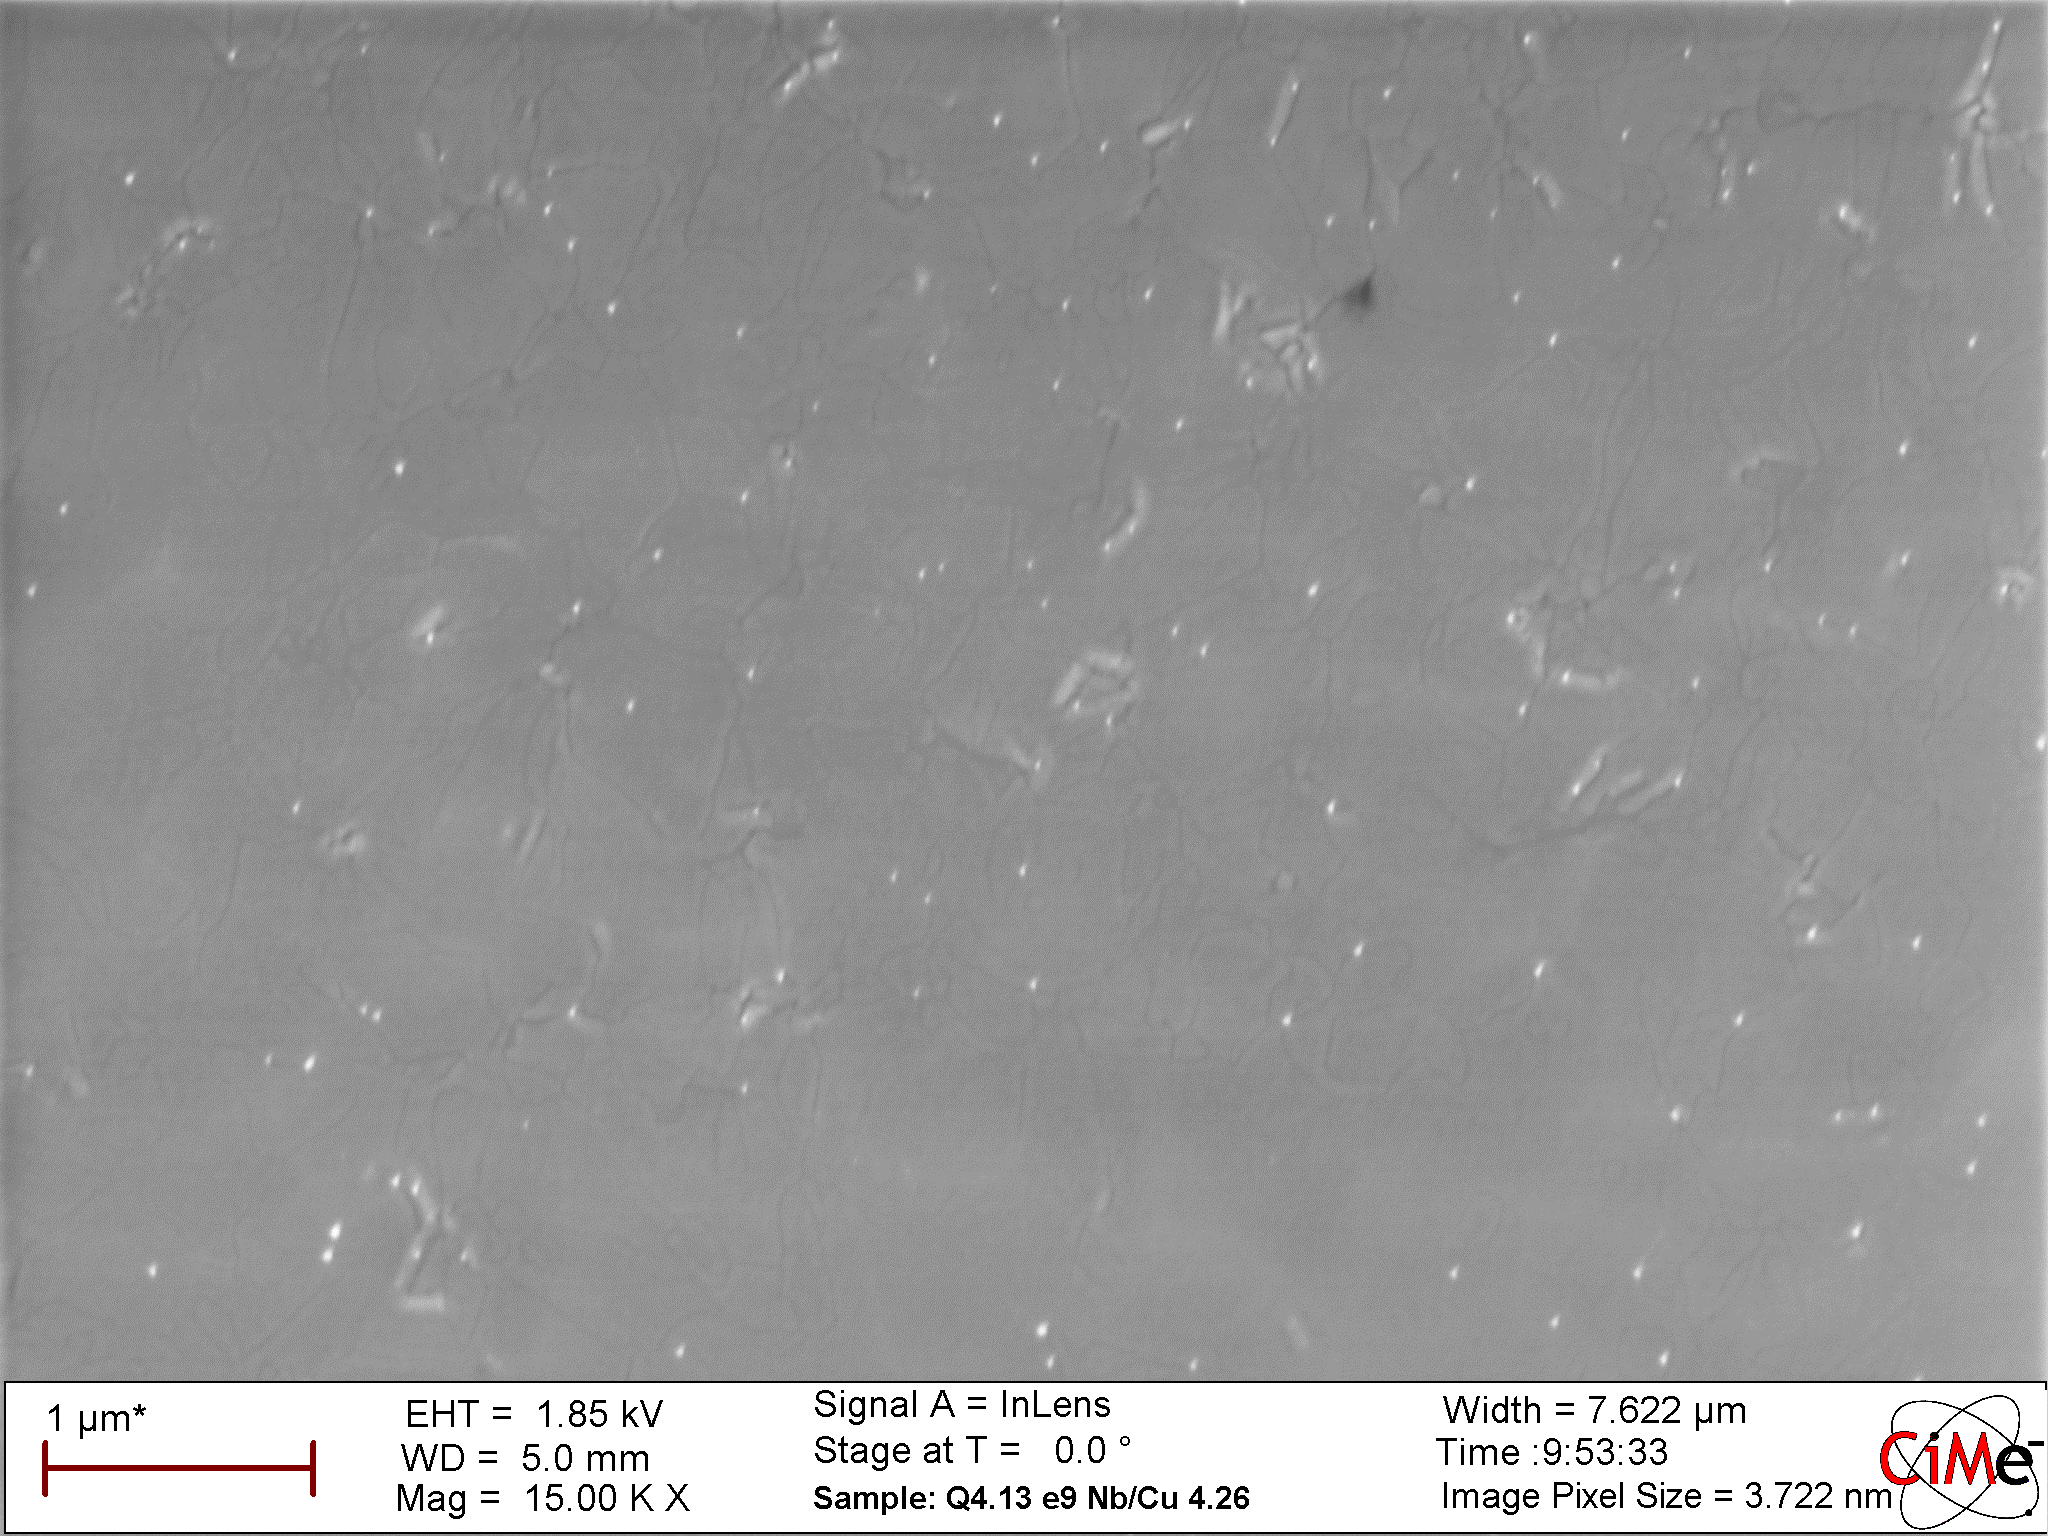 1 µm*
EHT = 1.85 kV
WD = 5.0 mm
Mag = 15.00 K X
Signal A = InLens
Stage at T = 0.0 °
Sample: Q4.13 e9 Nb/Cu 4.26
Width = 7.622 µm
Time :9:53:33
Image Pixel Size = 3.722 nm
CiMe-